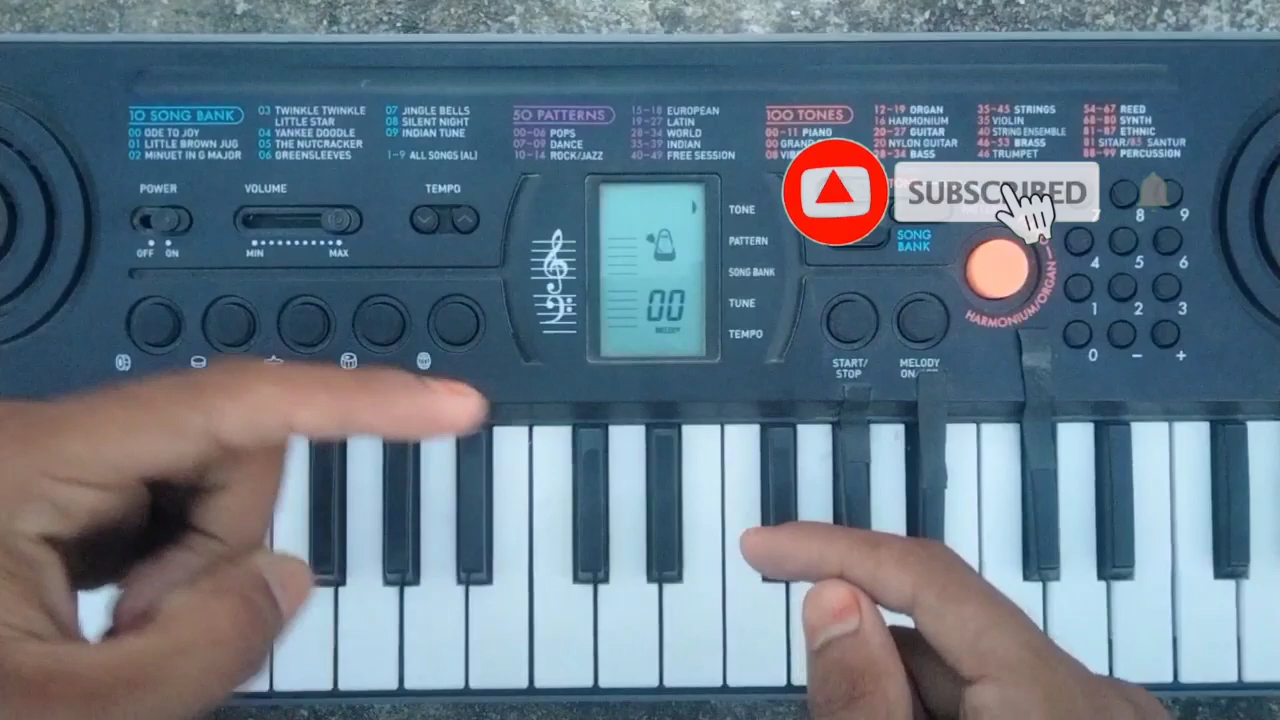 10 SONG BANK
00 ODE TO JOY
01 LITTLE BROWN JUG
02 MINUET IN G MAJOR
03 TWINKLE TWINKLE
LITTLE STAR
04 YANKEE DOODLE
05 THE NUTCRACKER
06 GREENSLEEVES
07 JINGLE BELLS
08 SILENT NIGHT
09 INDIAN TUNE
1-9 ALL SONGS (AL)
50 PATTERNS
00-06 POPS
07-09 DANCE
10-14 ROCK/JAZZ
15-18 EUROPEAN
19-27 LATIN
28-34 WORLD
35-39 INDIAN
40-49 FREE SESSION
100 TONES
00-11 PIANO
00 GRAND
08
12-19 ORGAN
16 HARMONIUM
20-27 GUITAR
20 NYLON GUITAR
28-34 BASS
35-45 STRINGS
35 VIOLIN
40 STRING ENSEMBLE
46-53 BRASS
46 TRUMPET
54-67 REED
68-80 SYNTH
81-87 ETHNIC
81 SITAR/85 SANTUR
88-99 PERCUSSION
POWER
OFF ON
VOLUME
MIN MAX
TEMPO
TONE
PATTERN
SONG BANK
TUNE
TEMPO
00
MELODY
SUBSCRIBED
SONG
BANK
HARMONIUM/ORGAN
START/
STOP
MELODY
7 8 9
4 5 6
1 2 3
0 - +